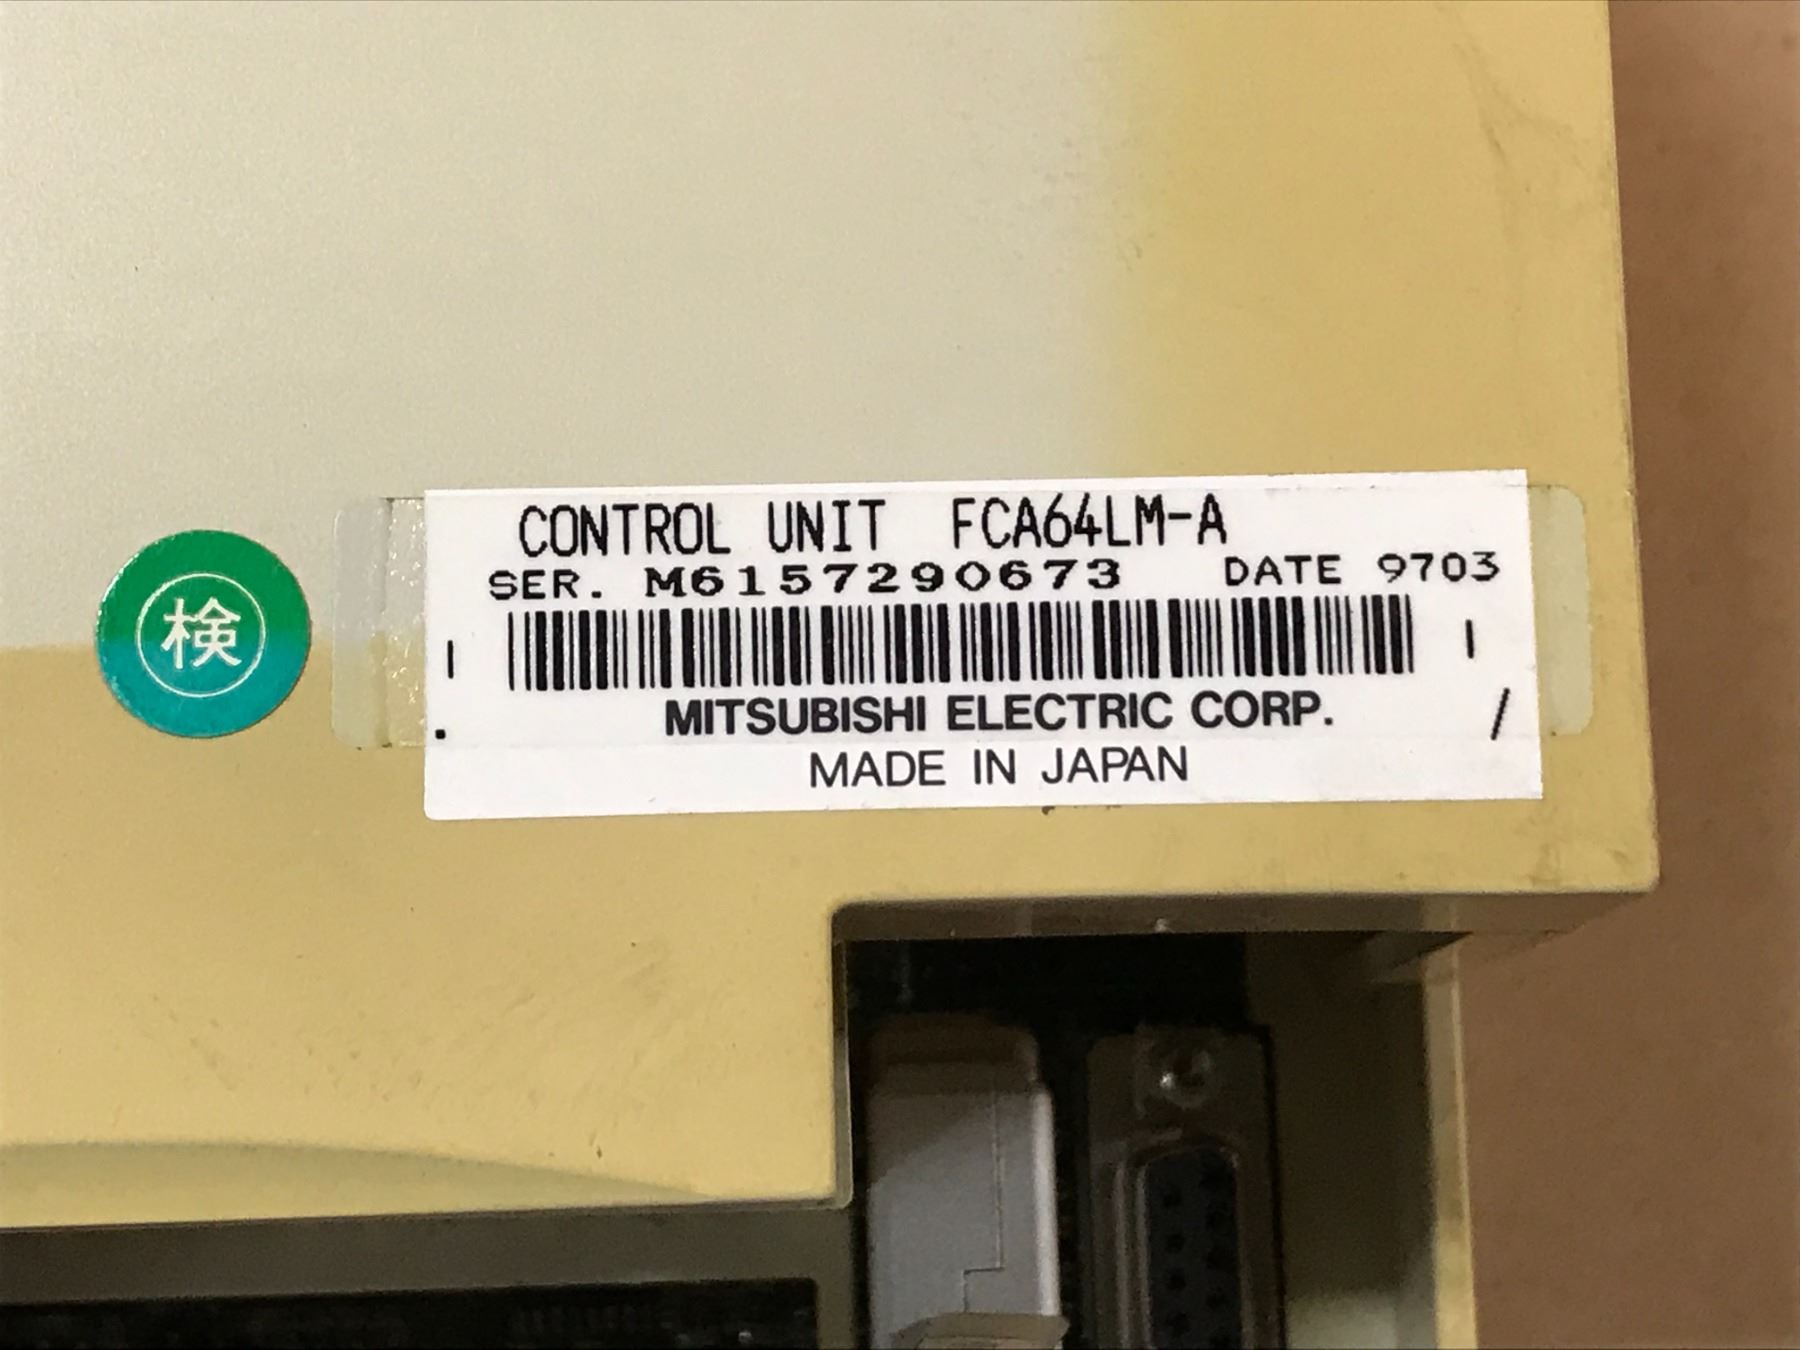 CONTROL UNIT FCA64LM-A
SER. M6157290673 DATE 9703
MITSUBISHI ELECTRIC CORP.
MADE IN JAPAN
検